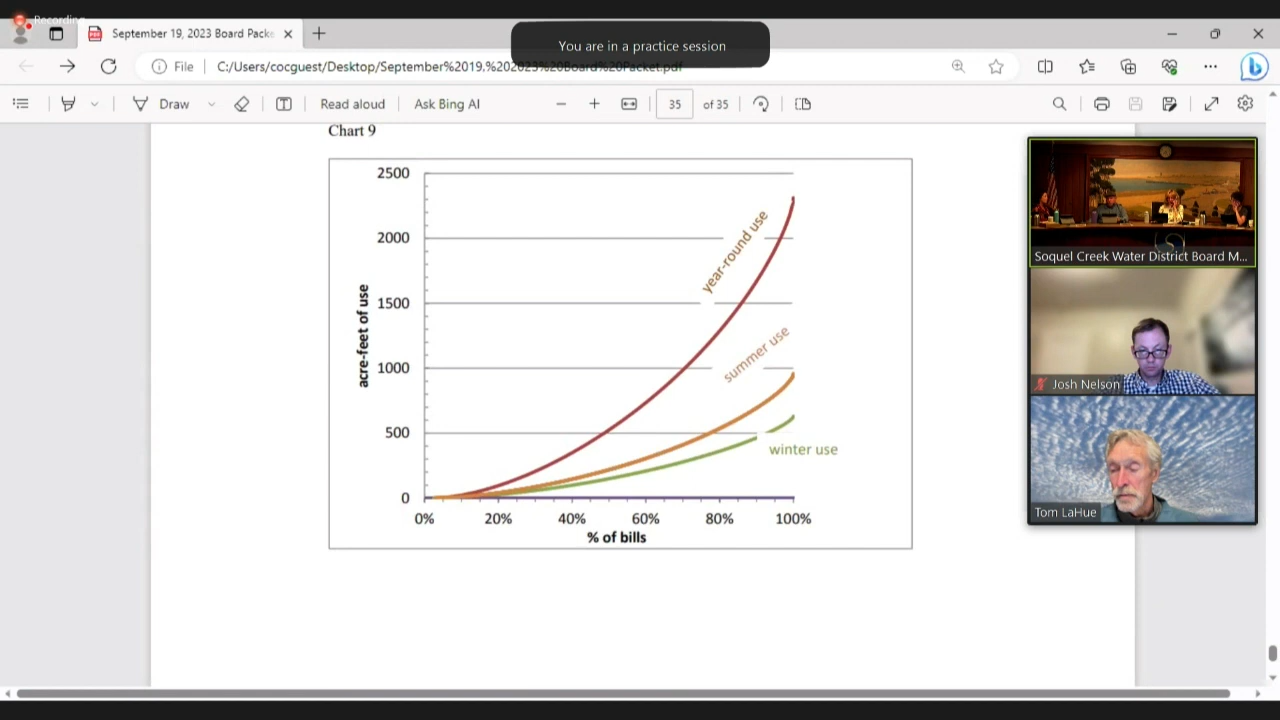 Recording
September 19, 2023 Board Packe
You are in a practice session
File
C:/Users/cocguest/Desktop/September%2019.%202023%20Board%20Packet.pdf
Draw
Read aloud
Ask Bing AI
35
of 35
Chart 9
2500
2000
1500
1000
500
0
acre-feet of use
year-round use
summer use
winter use
0%
20%
40%
60%
80%
100%
% of bills
Soquel Creek Water District Board M...
Josh Nelson
Tom LaHue